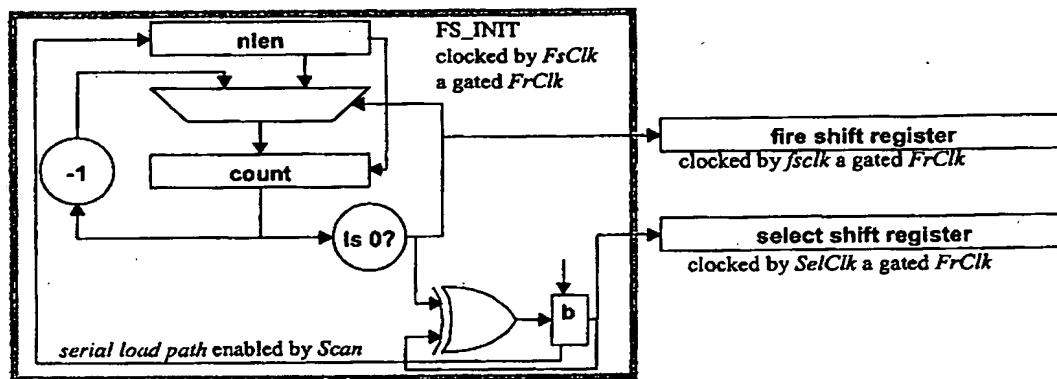 nlen
FS_INIT
clocked by FsClk
a gated FrClk
fire shift register
clocked by fsclk a gated FrClk
-1
count
Is 0?
select shift register
clocked by SelClk a gated FrClk
b
serial load path enabled by Scan